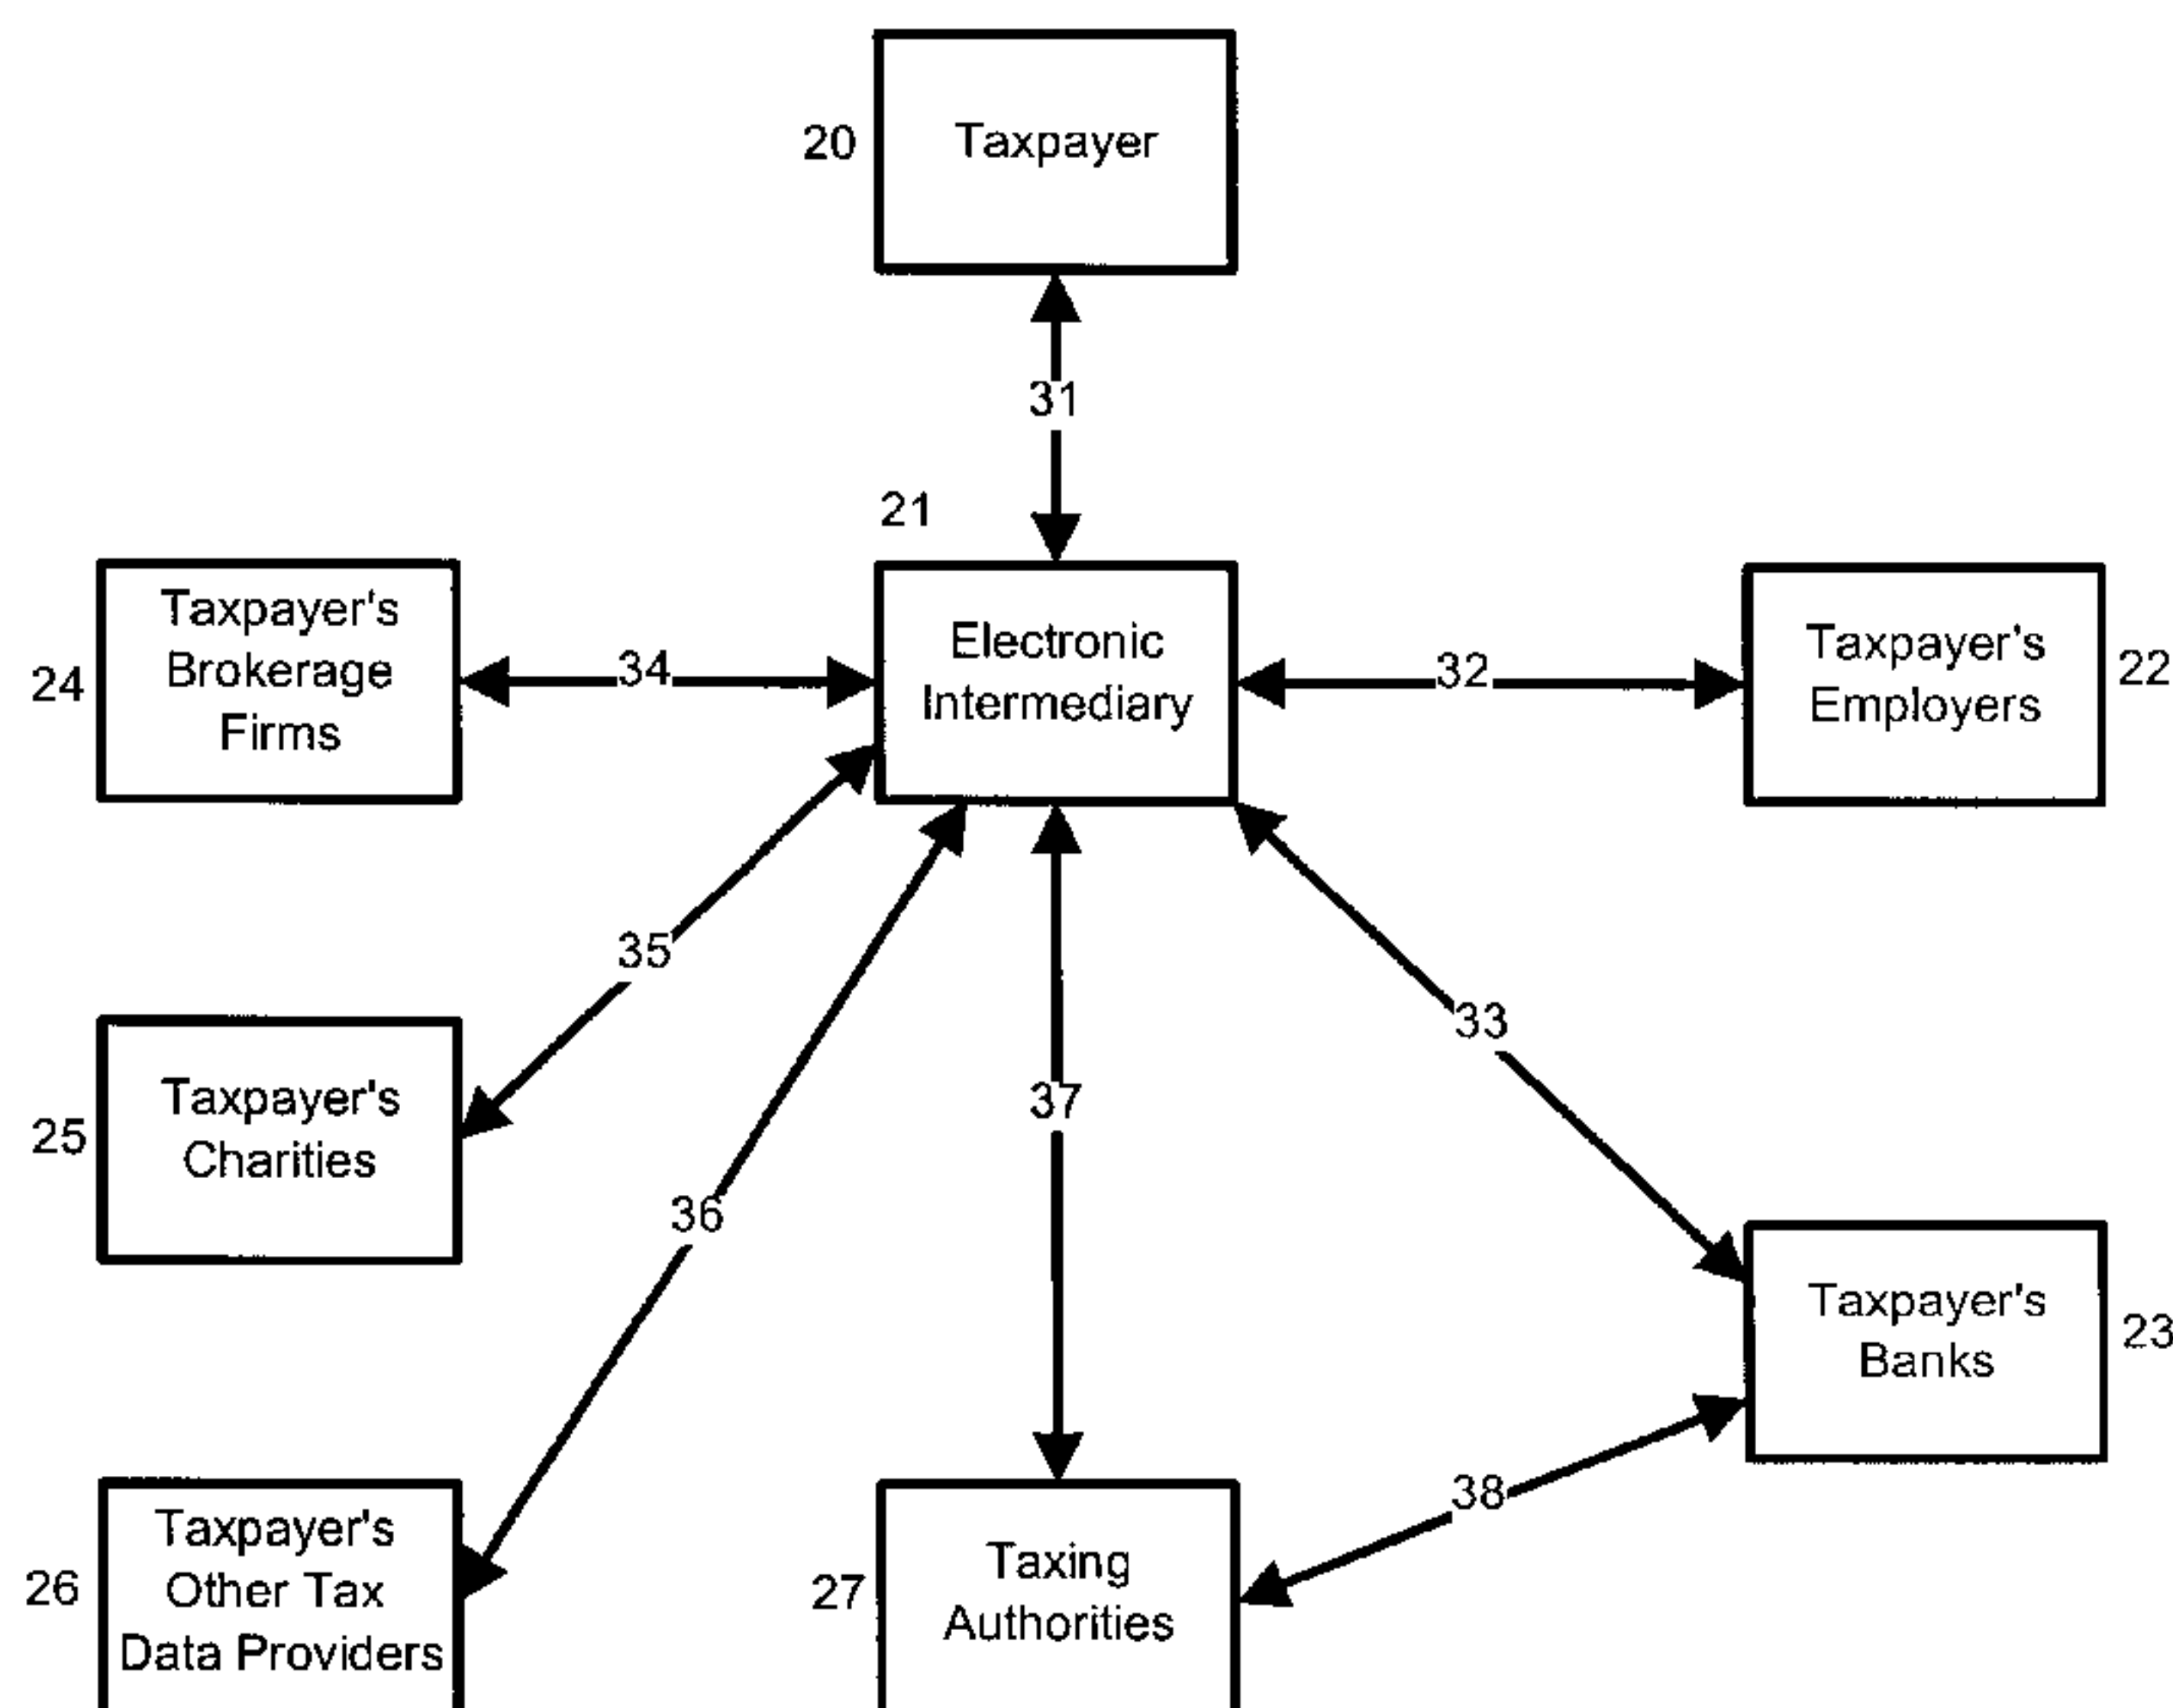 20
Taxpayer
31
21
Taxpayer's
Brokerage
Firms
24
34
Electronic
Intermediary
32
Taxpayer's
Employers
22
35
33
25
Taxpayer's
Charities
37
36
Taxpayer's
Banks
23
38
26
Taxpayer's
Other Tax
Data Providers
27
Taxing
Authorities